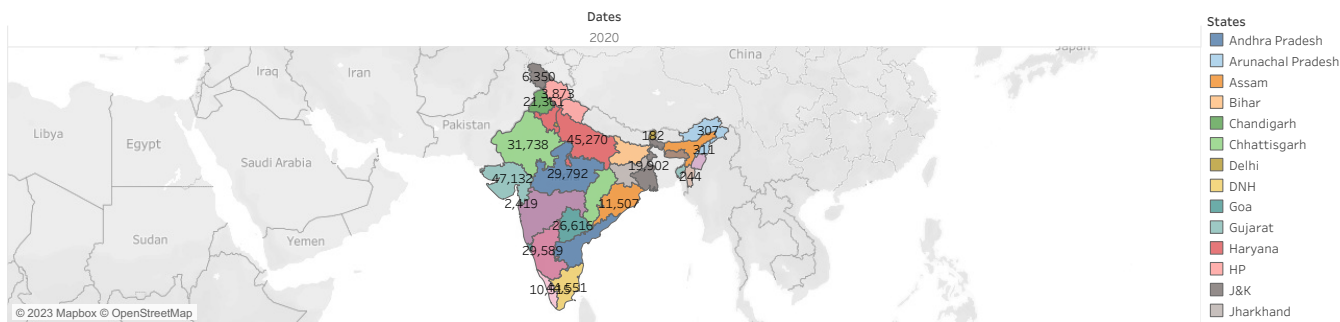 Dates
2020
States
Andhra Pradesh
Arunachal Pradesh
Assam
Bihar
Chandigarh
Chhattisgarh
Delhi
DNH
Goa
Gujarat
Haryana
HP
J&K
Jharkhand
China
Iraq
Iran
Libya
Egypt
Pakistan
Saudi Arabia
Sudan
Yemen
6,350
3,873
21,361
31,738
45,270
182
307
311
19,902
244
47,132
29,792
2,419
11,507
26,616
29,589
© 2023 Mapbox © OpenStreetMap